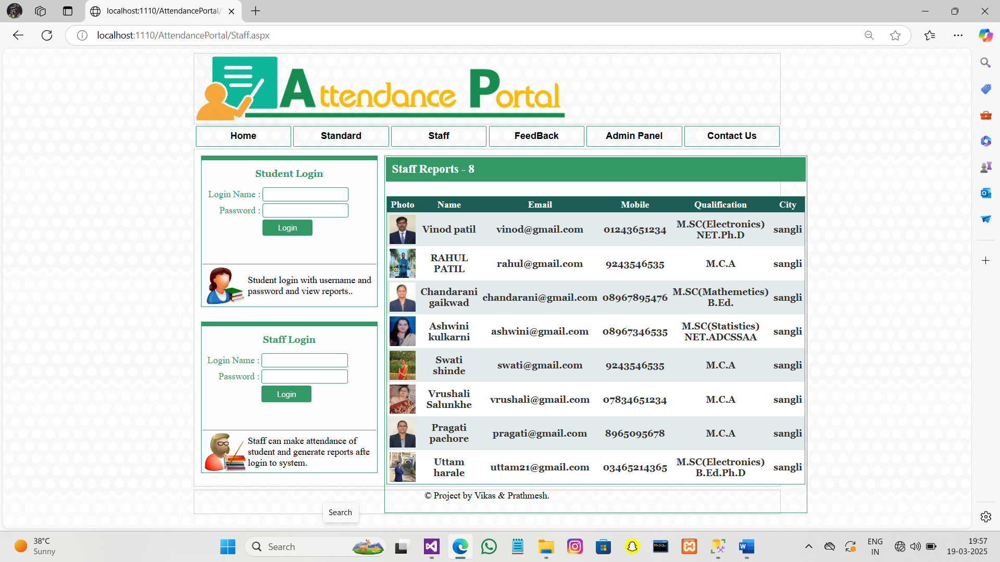 localhost:1110/AttendancePortal/
localhost:1110/AttendancePortal/Staff.aspx
Attendance Portal
Home
Standard
Staff
FeedBack
Admin Panel
Contact Us
Student Login
Login Name :
Password :
Login
Student login with username and
password and view reports..
Staff Login
Login Name :
Password :
Login
Staff can make attendance of
student and generate reports afte
login to system.
Staff Reports - 8
Photo Name Email Mobile Qualification City
Vinod patil vinod@gmail.com 01243651234 M.SC(Electronics) NET.Ph.D sangli
RAHUL PATIL rahul@gmail.com 9243546535 M.C.A sangli
Chandarani gaikwad chandarani@gmail.com 08967895476 M.SC(Mathemetics) B.Ed. sangli
Ashwini kulkarni ashwini@gmail.com 08967346535 M.SC(Statistics) NET.ADCSSAA sangli
Swati shinde swati@gmail.com 9243546535 M.C.A sangli
Vrushali Salunkhe vrushali@gmail.com 07834651234 M.C.A sangli
Pragati pachore pragati@gmail.com 8965095678 M.C.A sangli
Uttam harale uttam21@gmail.com 03465214365 M.SC(Electronics) B.Ed.Ph.D sangli
© Project by Vikas & Prathmesh.
Search
38°C
Sunny
Search
MySQL
W
ENG
IN
19:57
19-03-2025